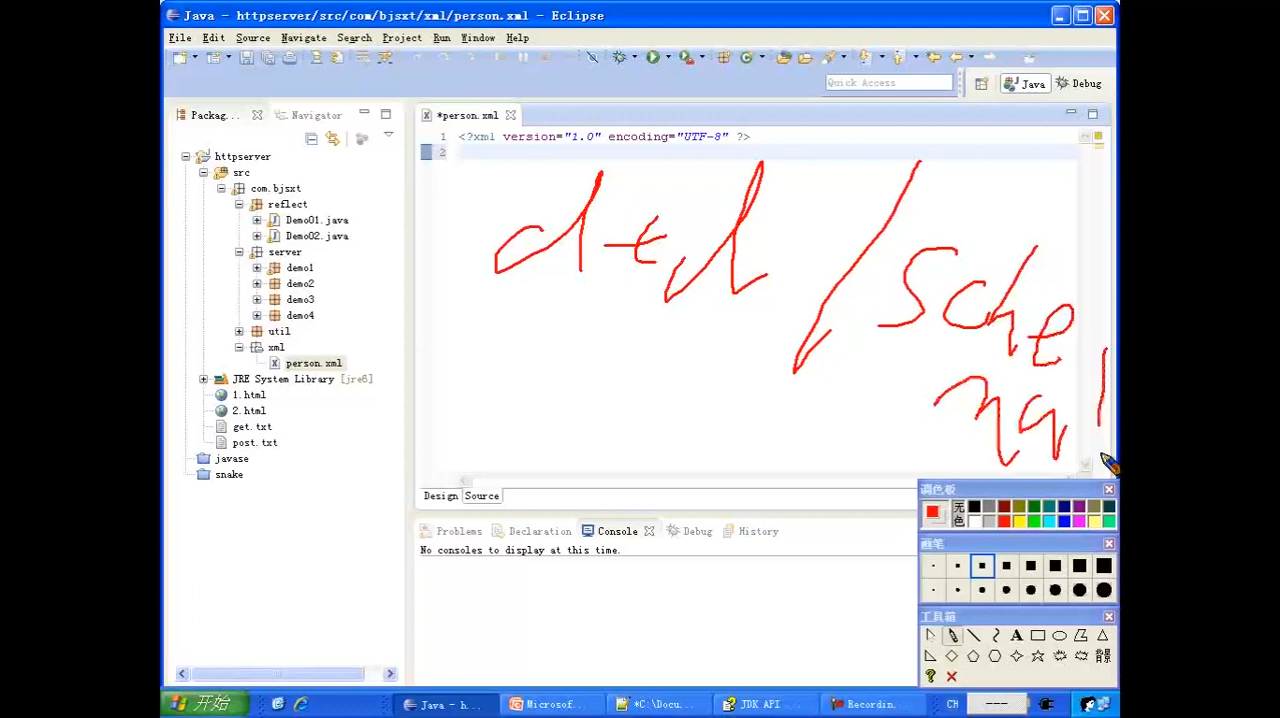 Java - httpserver/src/com/bjsxt/xml/person.xml - Eclipse
File Edit Source Navigate Search Project Run Window Help
Quick Access
Java
Debug
Packag...
Navigator
*person.xml
httpserver
src
com.bjsxt
reflect
Demo01.java
Demo02.java
server
demo1
demo2
demo3
demo4
util
xml
person.xml
JRE System Library [jre6]
1.html
2.html
get.txt
post.txt
javase
snake
1 <?xml version="1.0" encoding="UTF-8" ?>
2
dtd / Sche
ma
Design Source
Problems Declaration Console Debug History
No consoles to display at this time.
调色板
无色
画笔
工具箱
A
背景
开始
Java - h...
Microsof...
*C:\Docu...
JDK API ...
Recordin...
CH